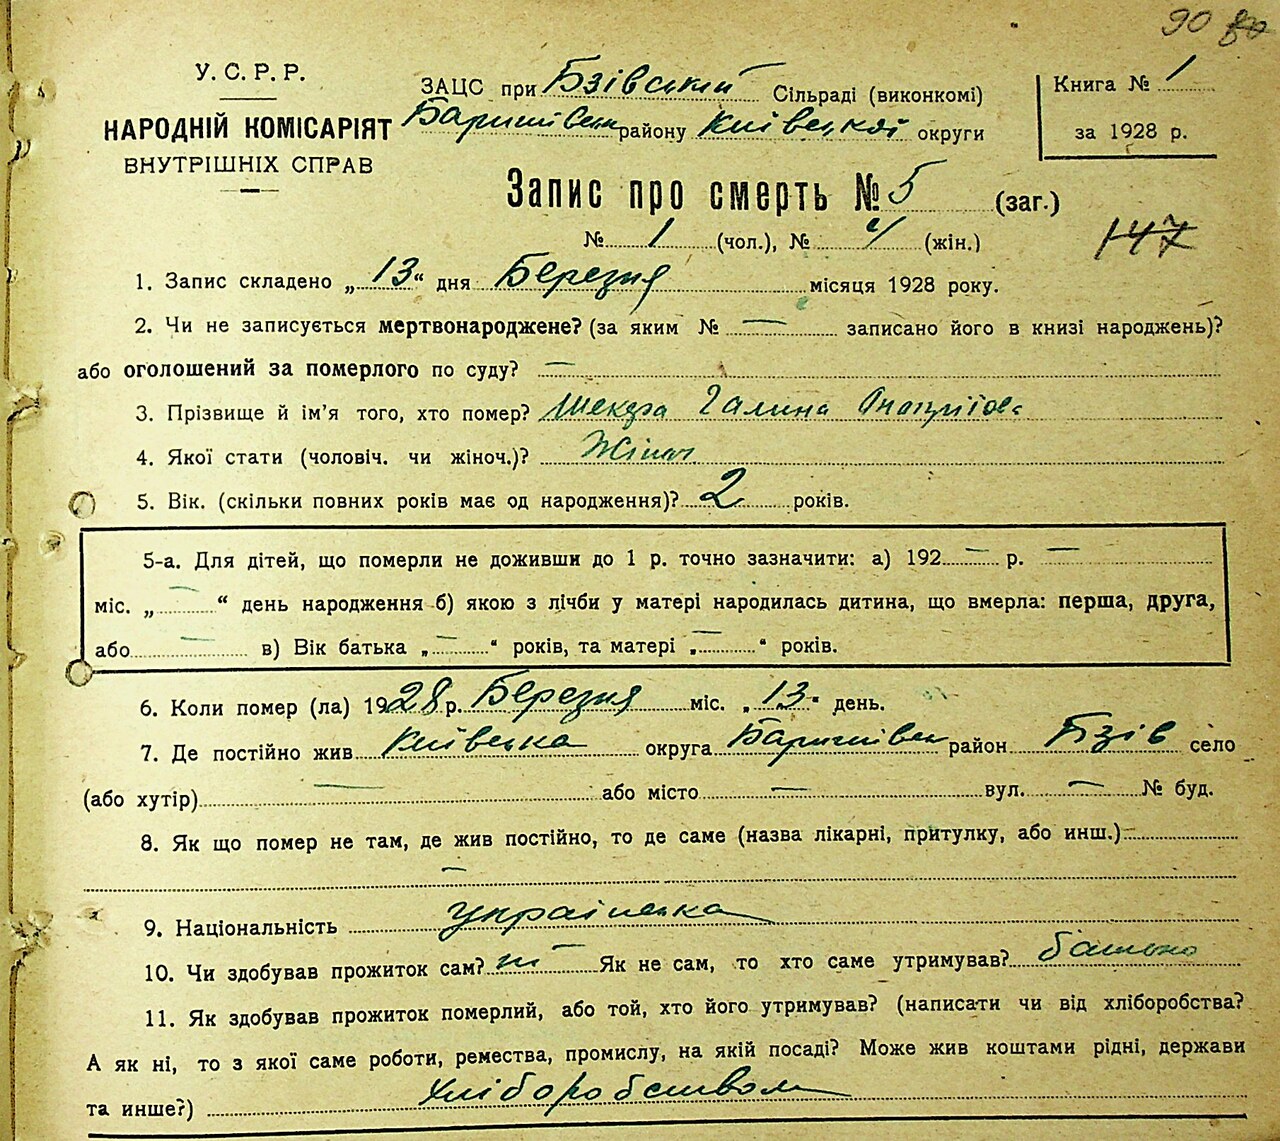 90
У. С. Р. Р.
НАРОДНІЙ КОМІСАРІЯТ
ВНУТРІШНІХ СПРАВ
ЗАЦС при Бзівський Сільраді (виконкомі)
Баришівськ району Київської округи
Книга № 1
за 1928 р.
Запис про смерть № 5 (заг.)
№ 1 (чол.), № 4 (жін.)
147
1. Запис складено „ 13 “ дня Березня місяця 1928 року.
2. Чи не записується мертвонароджене? (за яким № — записано його в книзі народжень)?
або оголошений за померлого по суду? —
3. Прізвище й ім'я того, хто помер? Шекера Галина
4. Якої стати (чоловіч. чи жіноч.)? Жіноч
5. Вік. (скільки повних років має од народження)? 2 років.
5-а. Для дітей, що померли не доживши до 1 р. точно зазначити: а) 192 — р. —
міс. „ — “ день народження б) якою з лічби у матері народилась дитина, що вмерла: перша, друга,
або — в) Вік батька „ — “ років, та матері „ — “ років.
6. Коли помер (ла) 1928 р. Березня міс. „ 13 “ день.
7. Де постійно жив Київська округа Баришівськ район Бзів село
(або хутір) — або місто — вул. — № буд.
8. Як що помер не там, де жив постійно, то де саме (назва лікарні, притулку, або инш.) —
—
9. Національність українська
10. Чи здобував прожиток сам? ні Як не сам, то хто саме утримував? батько
11. Як здобував прожиток померлий, або той, хто його утримував? (написати чи від хліборобства?
А як ні, то з якої саме роботи, ремества, промислу, на якій посаді? Може жив коштами рідні, держави
та инше?) Хліборобством